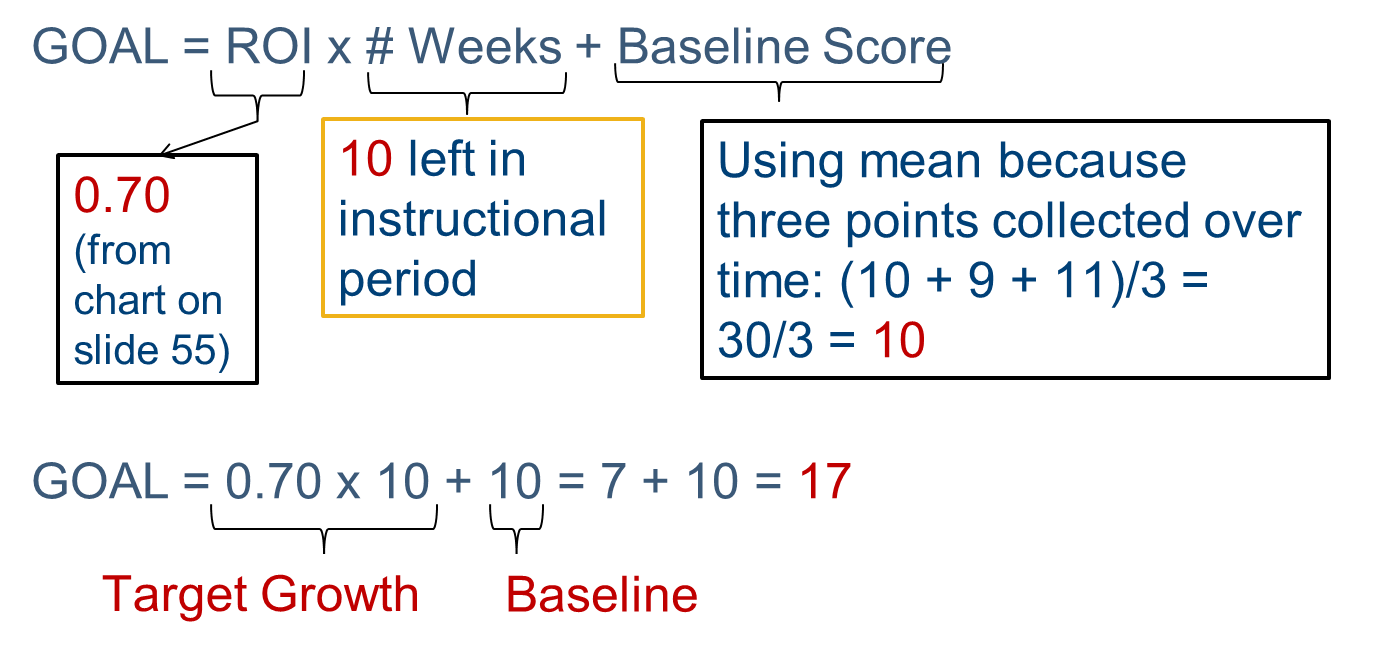 GOAL = ROI x # Weeks + Baseline Score
0.70
(from
chart on
slide 55)
10 left in
instructional
period
Using mean because
three points collected over
time: (10 + 9 + 11)/3 =
30/3 = 10
GOAL = 0.70 x 10 + 10 = 7 + 10 = 17
Target Growth
Baseline